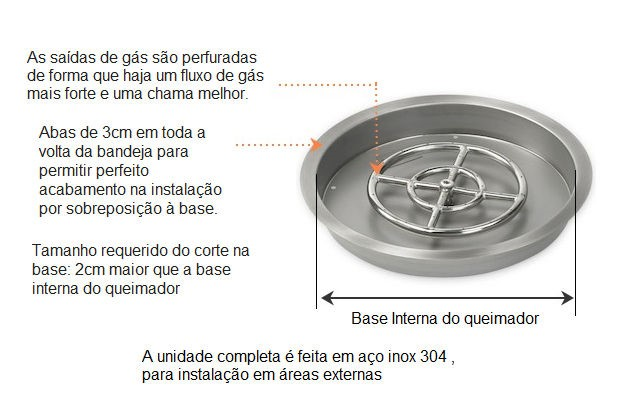 As saídas de gás são perfuradas
de forma que haja um fluxo de gás
mais forte e uma chama melhor.
Abas de 3cm em toda a
volta da bandeja para
permitir perfeito
acabamento na instalação
por sobreposição à base.
Tamanho requerido do corte na
base: 2cm maior que a base
interna do queimador
Base Interna do queimador
A unidade completa é feita em aço inox 304 ,
para instalação em áreas externas